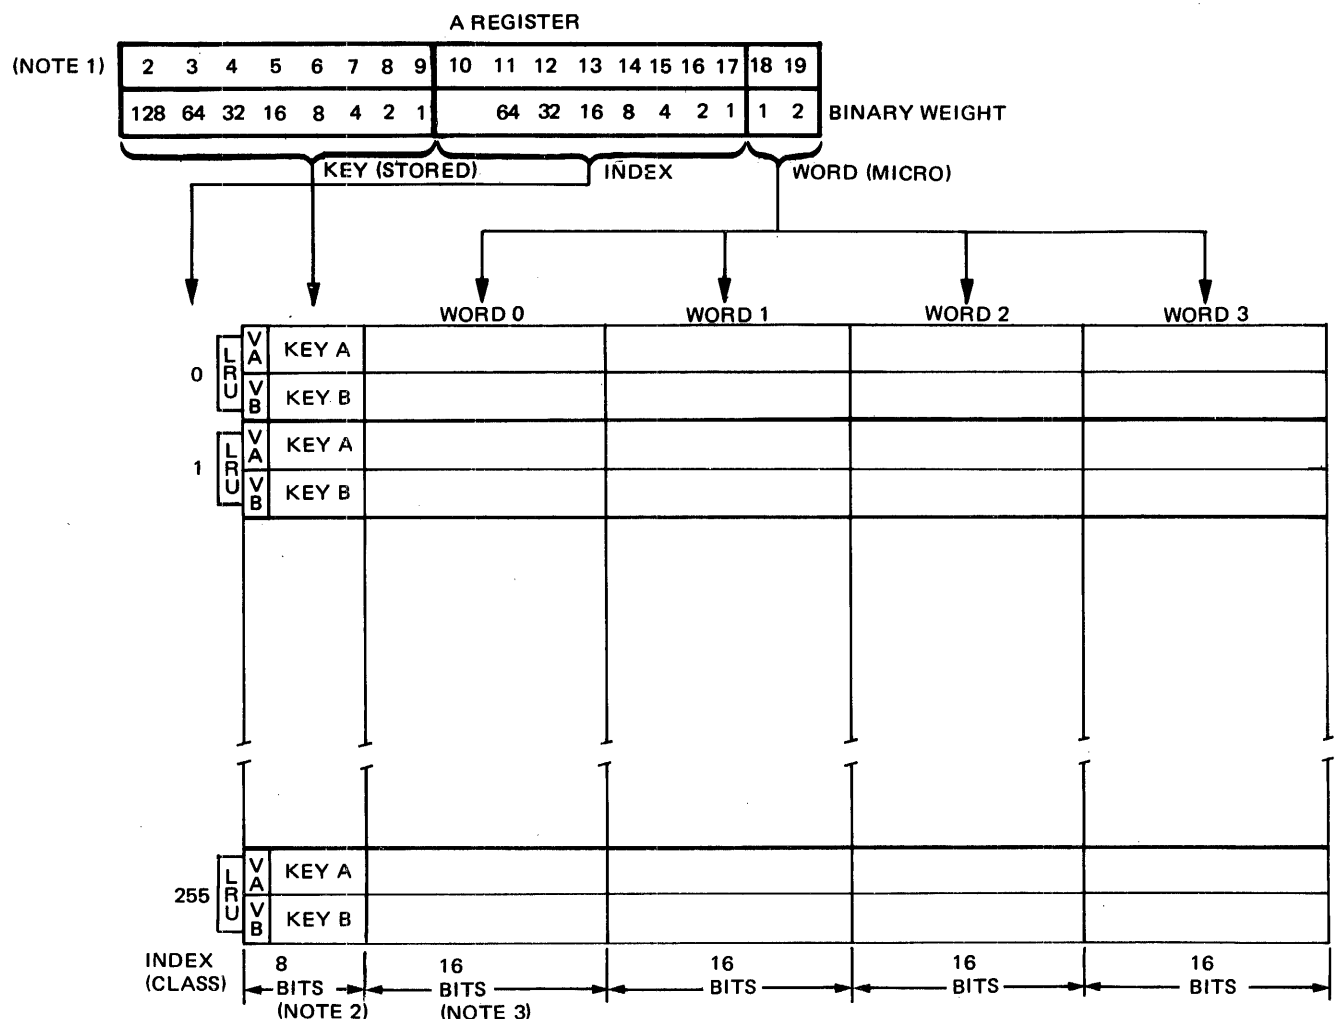 A REGISTER
(NOTE 1) 2 3 4 5 6 7 8 9 10 11 12 13 14 15 16 17 18 19
128 64 32 16 8 4 2 1 64 32 16 8 4 2 1 1 2 BINARY WEIGHT
KEY (STORED) INDEX WORD (MICRO)
WORD 0 WORD 1 WORD 2 WORD 3
0 LRU VA KEY A
VB KEY B
1 LRU VA KEY A
VB KEY B
255 LRU VA KEY A
VB KEY B
INDEX 8 16 16 16 16
(CLASS) BITS BITS BITS BITS BITS
(NOTE 2) (NOTE 3)